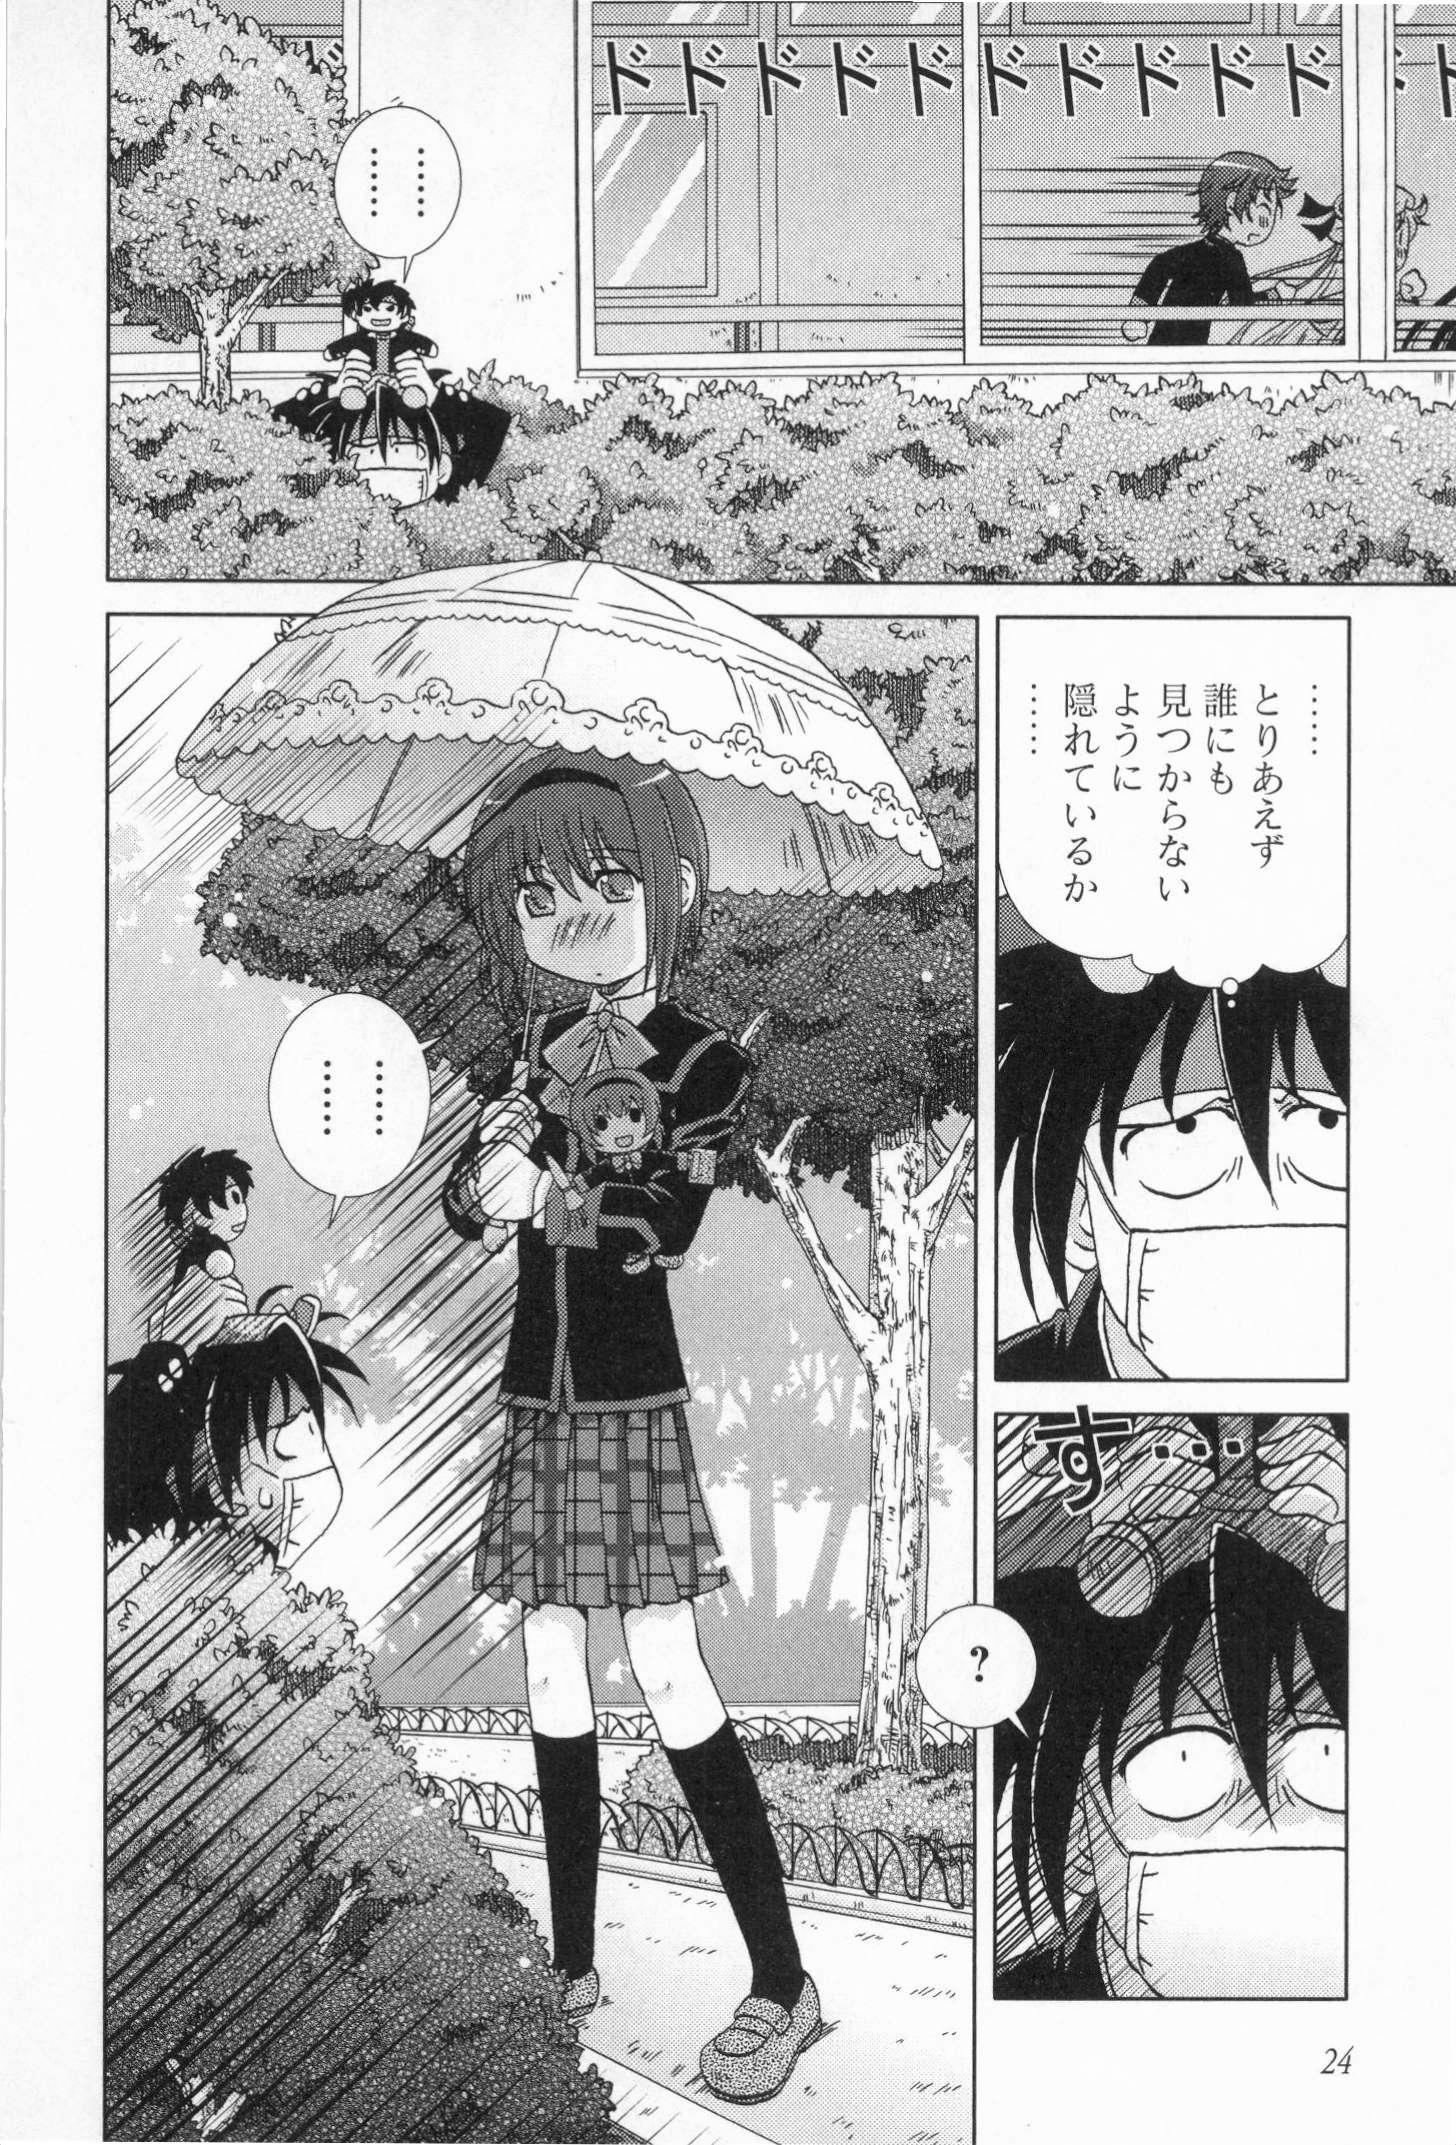 ドドドドドドドドドドド
…………
…………
……
とりあえず
誰にも
見つからない
ように
隠れているか
……
す…
？
…………
…………
24